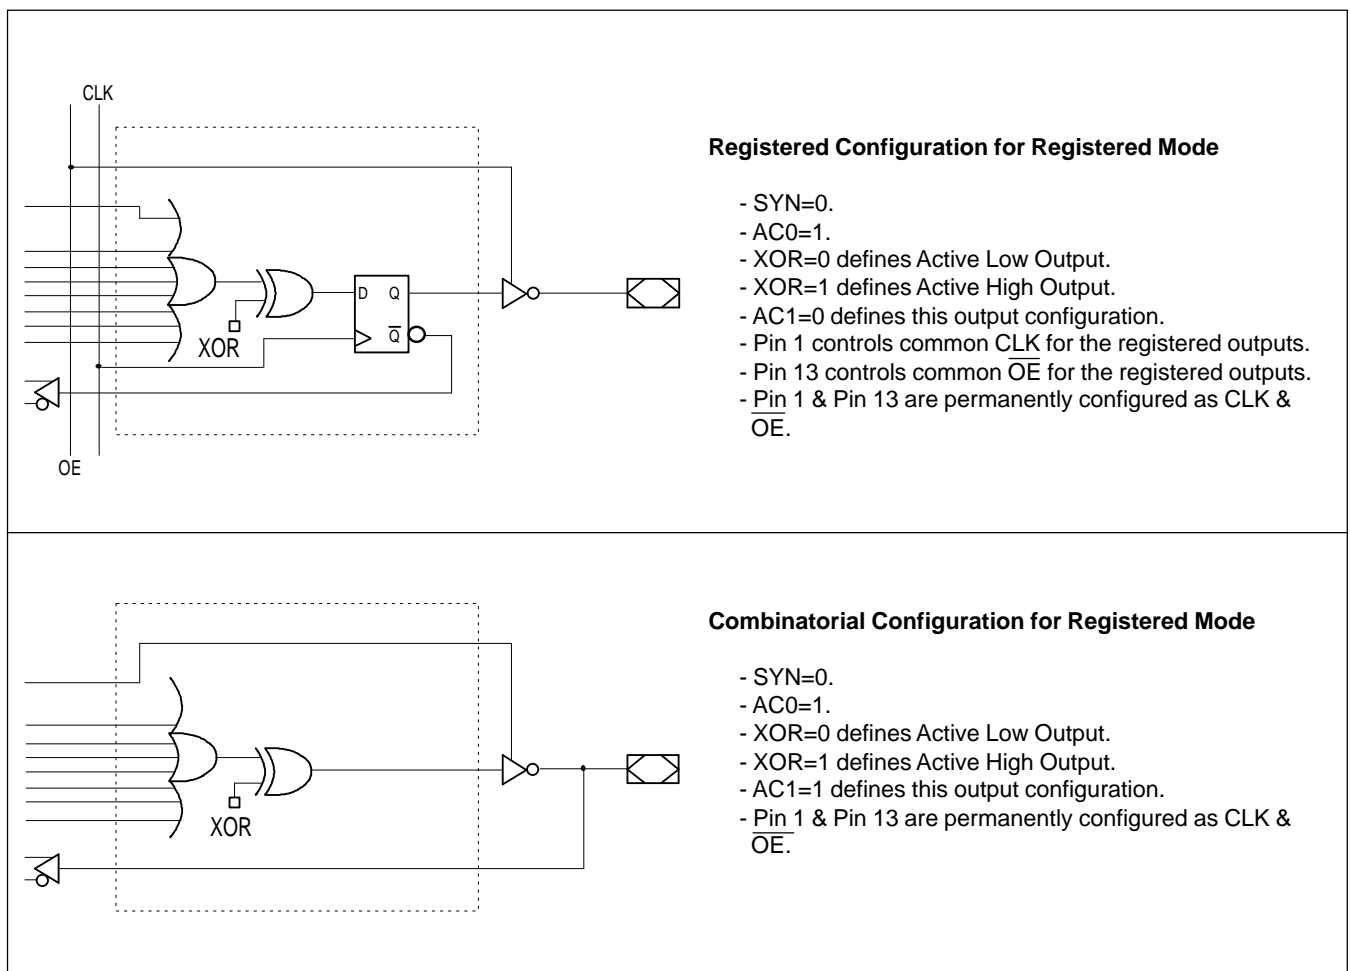 CLK
D Q
Q̅
XOR
OE
Registered Configuration for Registered Mode
- SYN=0.
- AC0=1.
- XOR=0 defines Active Low Output.
- XOR=1 defines Active High Output.
- AC1=0 defines this output configuration.
- Pin 1 controls common CLK for the registered outputs.
- Pin 13 controls common O̅E̅ for the registered outputs.
- Pin 1 & Pin 13 are permanently configured as CLK &
O̅E̅.
XOR
Combinatorial Configuration for Registered Mode
- SYN=0.
- AC0=1.
- XOR=0 defines Active Low Output.
- XOR=1 defines Active High Output.
- AC1=1 defines this output configuration.
- Pin 1 & Pin 13 are permanently configured as CLK &
O̅E̅.